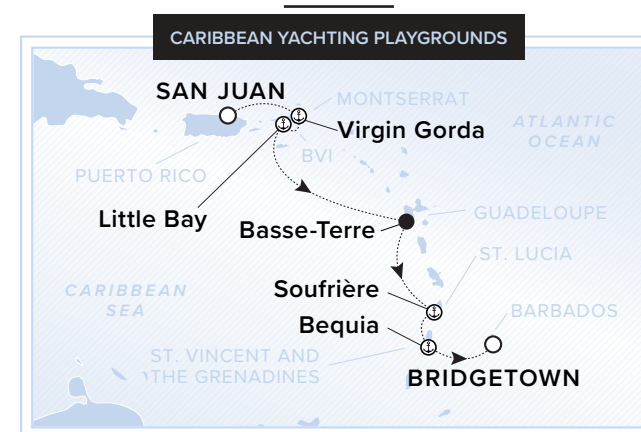 CARIBBEAN YACHTING PLAYGROUNDS
SAN JUAN
MONTSERRAT
Virgin Gorda
ATLANTIC
OCEAN
BVI
PUERTO RICO
Little Bay
Basse-Terre
GUADELOUPE
ST. LUCIA
Soufrière
CARIBBEAN
SEA
BARBADOS
Bequia
ST. VINCENT AND
THE GRENADINES
BRIDGETOWN